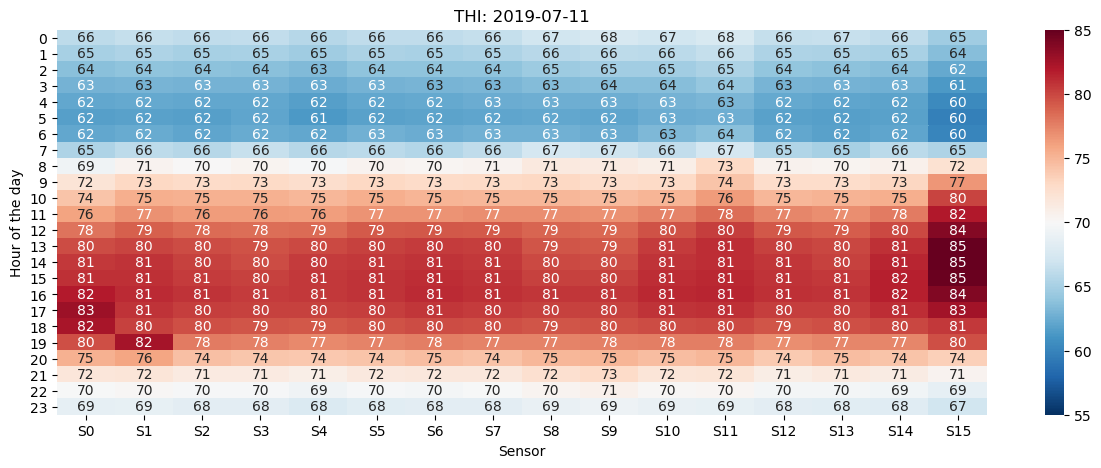 THI: 2019-07-11
0 66 66 66 66 66 66 66 66 67 68 67 68 66 67 66 65
1 65 65 65 65 65 65 65 65 66 66 66 66 65 65 65 64
2 64 64 64 64 63 64 64 64 65 65 65 65 64 64 64 62
3 63 63 63 63 63 63 63 63 63 64 64 64 63 63 63 61
4 62 62 62 62 62 62 62 63 63 63 63 63 62 62 62 60
5 62 62 62 62 61 62 62 62 62 62 63 63 62 62 62 60
6 62 62 62 62 62 63 63 63 63 63 63 64 62 62 62 60
7 65 66 66 66 66 66 66 66 67 67 66 67 65 65 66 65
8 69 71 70 70 70 70 70 71 71 71 71 73 71 70 71 72
9 72 73 73 73 73 73 73 73 73 73 73 74 73 73 73 77
10 74 75 75 75 75 75 75 75 75 75 75 76 75 75 75 80
11 76 77 76 76 76 77 77 77 77 77 77 78 77 77 78 82
12 78 79 78 78 79 79 79 79 79 79 80 80 79 79 80 84
13 80 80 80 79 80 80 80 80 79 79 81 81 80 80 81 85
14 81 81 80 80 80 81 81 81 80 80 81 81 81 80 81 85
15 81 81 81 80 81 81 81 81 80 80 81 81 81 81 82 85
16 82 81 81 81 81 81 81 81 81 81 81 81 81 81 82 84
17 83 81 80 80 80 80 81 80 80 80 81 81 80 80 81 83
18 82 80 80 79 79 80 80 80 79 80 80 80 79 80 80 81
19 80 82 78 78 77 77 78 77 77 78 78 78 77 77 77 80
20 75 76 74 74 74 74 75 74 75 75 75 75 74 75 74 74
21 72 72 71 71 71 72 72 72 72 73 72 72 71 71 71 71
22 70 70 70 70 69 70 70 70 70 71 70 70 70 70 69 69
23 69 69 68 68 68 68 68 68 69 69 69 69 68 68 68 67
S0 S1 S2 S3 S4 S5 S6 S7 S8 S9 S10 S11 S12 S13 S14 S15
Sensor
Hour of the day
85
80
75
70
65
60
55